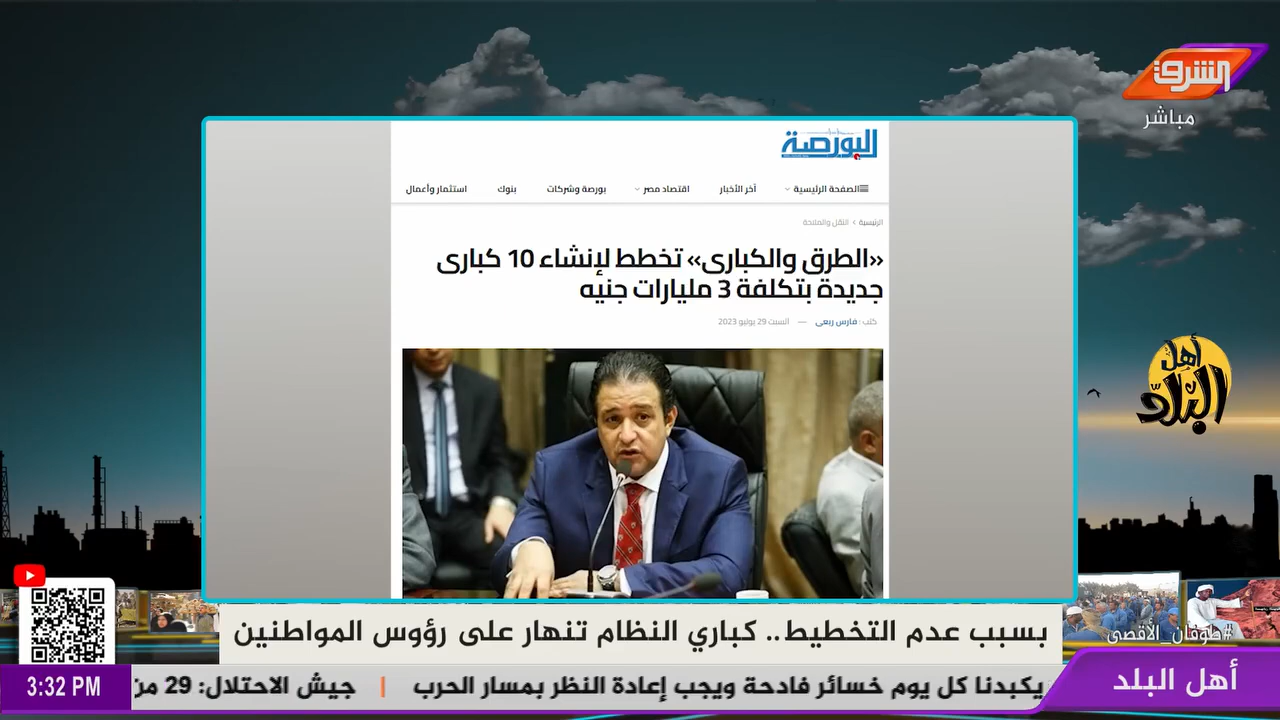 الشرق
مباشر
البورصة
الصفحة الرئيسية آخر الأخبار اقتصاد مصر بورصة وشركات بنوك استثمار وأعمال
الرئيسية > النقل والملاحة
«الطرق والكبارى» تخطط لإنشاء 10 كبارى
جديدة بتكلفة 3 مليارات جنيه
كتب : فارس ربعى — السبت 29 يوليو 2023
أهل
البلد
بسبب عدم التخطيط.. كباري النظام تنهار على رؤوس المواطنين
#طوفان_الأقصى
أهل البلد
يكبدنا كل يوم خسائر فادحة ويجب إعادة النظر بمسار الحرب | جيش الاحتلال: 29 من
3:32 PM